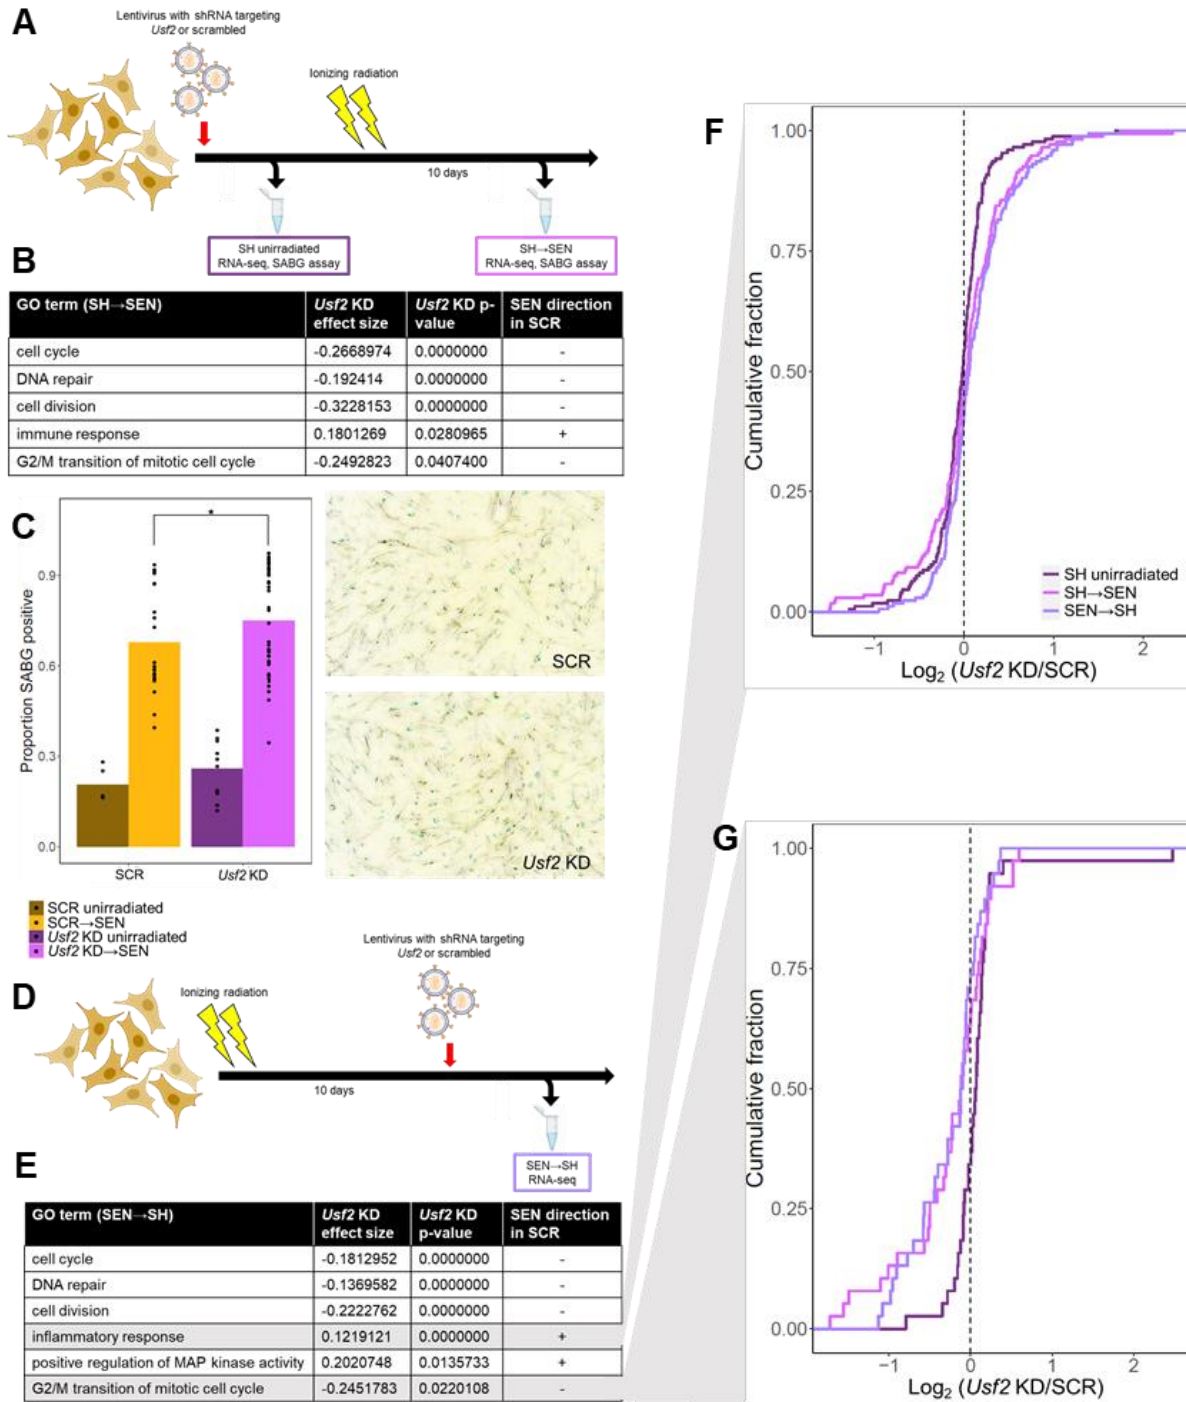 A
Lentivirus with shRNA targeting
Usf2 or scrambled
Ionizing radiation
10 days
SH unirradiated
RNA-seq, SABG assay
SH→SEN
RNA-seq, SABG assay
B
GO term (SH→SEN) Usf2 KD effect size Usf2 KD p-value SEN direction in SCR
cell cycle -0.2668974 0.0000000 -
DNA repair -0.192414 0.0000000 -
cell division -0.3228153 0.0000000 -
immune response 0.1801269 0.0280965 +
G2/M transition of mitotic cell cycle -0.2492823 0.0407400 -
C
Proportion SABG positive
0.9
0.6
0.3
0.0
*
SCR
Usf2 KD
SCR
Usf2 KD
SCR unirradiated
SCR→SEN
Usf2 KD unirradiated
Usf2 KD→SEN
D
Ionizing radiation
Lentivirus with shRNA targeting
Usf2 or scrambled
10 days
SEN→SH
RNA-seq
E
GO term (SEN→SH) Usf2 KD effect size Usf2 KD p-value SEN direction in SCR
cell cycle -0.1812952 0.0000000 -
DNA repair -0.1369582 0.0000000 -
cell division -0.2222762 0.0000000 -
inflammatory response 0.1219121 0.0000000 +
positive regulation of MAP kinase activity 0.2020748 0.0135733 +
G2/M transition of mitotic cell cycle -0.2451783 0.0220108 -
F
Cumulative fraction
1.00
0.75
0.50
0.25
0.00
SH unirradiated
SH→SEN
SEN→SH
−1 0 1 2
Log2 (Usf2 KD/SCR)
G
Cumulative fraction
1.00
0.75
0.50
0.25
0.00
−1 0 1 2
Log2 (Usf2 KD/SCR)